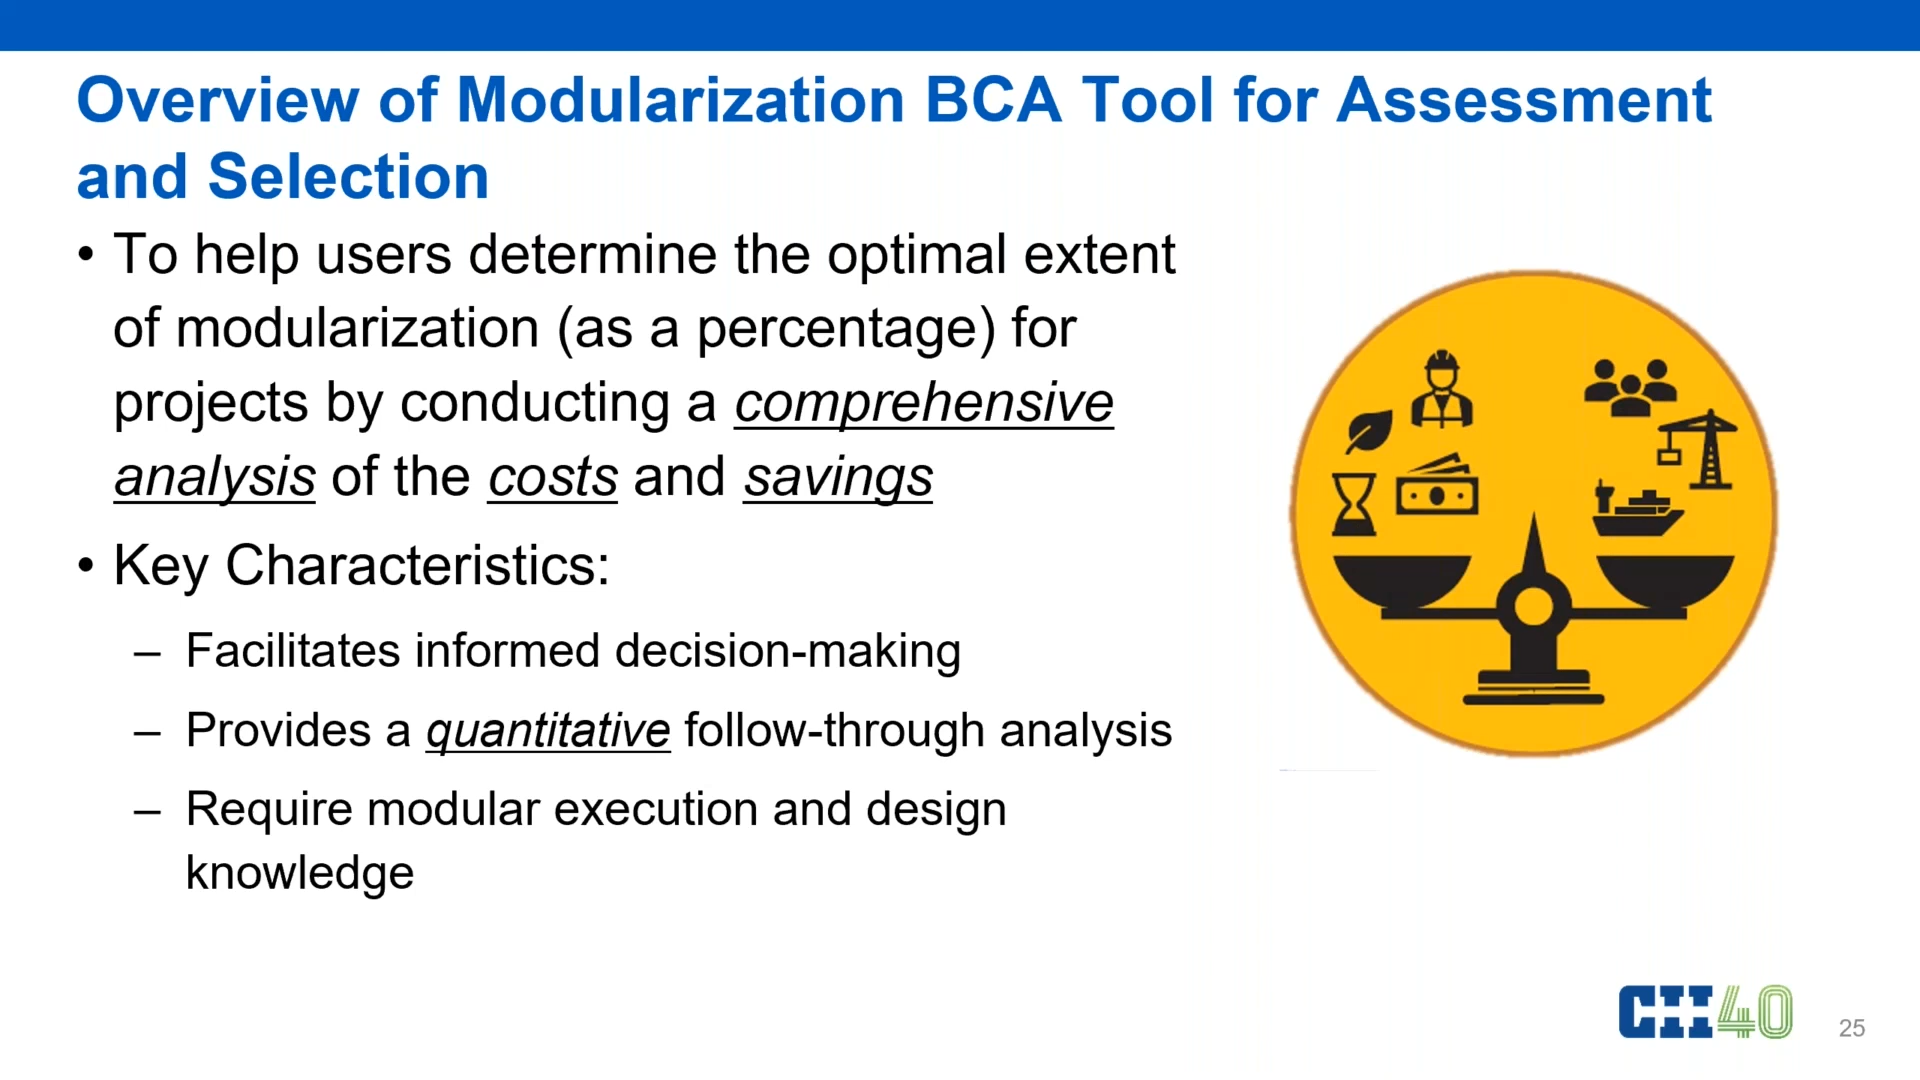 Overview of Modularization BCA Tool for Assessment
and Selection
• To help users determine the optimal extent
of modularization (as a percentage) for
projects by conducting a comprehensive
analysis of the costs and savings
• Key Characteristics:
– Facilitates informed decision-making
– Provides a quantitative follow-through analysis
– Require modular execution and design
knowledge
CII40
25